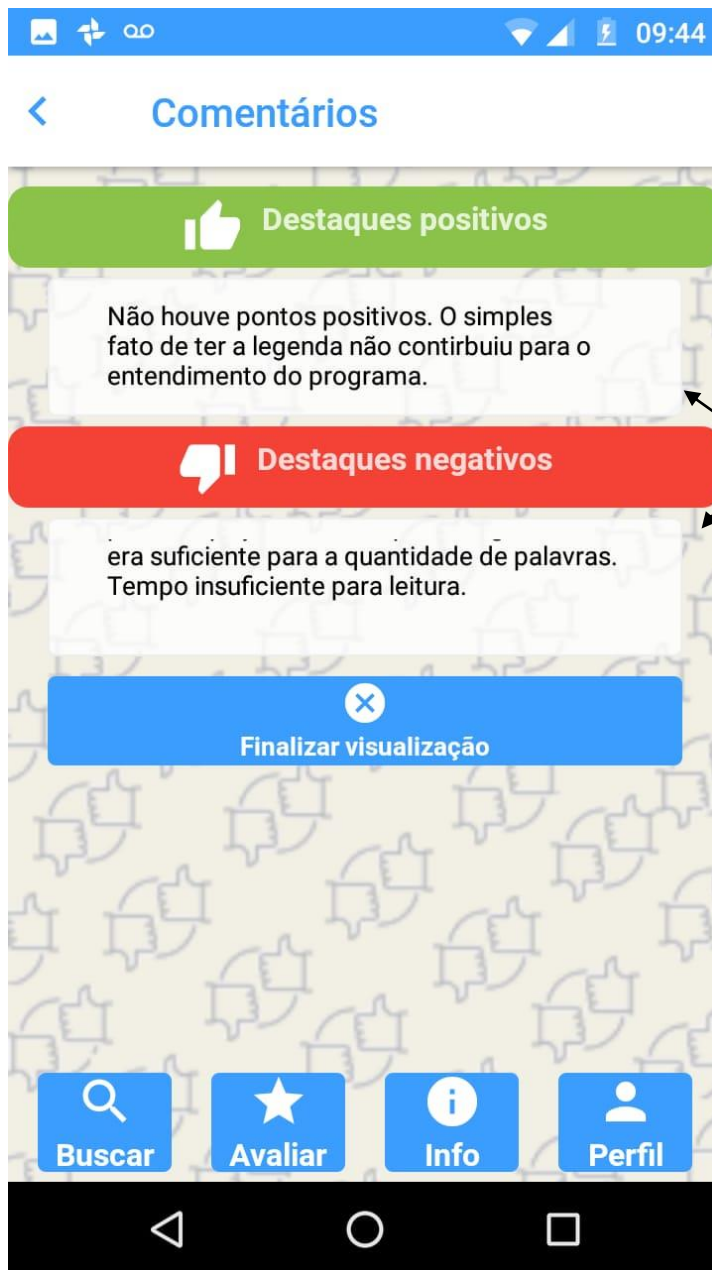 09:44
Comentários
Destaques positivos
Não houve pontos positivos. O simples
fato de ter a legenda não contirbuiu para o
entendimento do programa.
Destaques negativos
era suficiente para a quantidade de palavras.
Tempo insuficiente para leitura.
Finalizar visualização
Buscar Avaliar Info Perfil